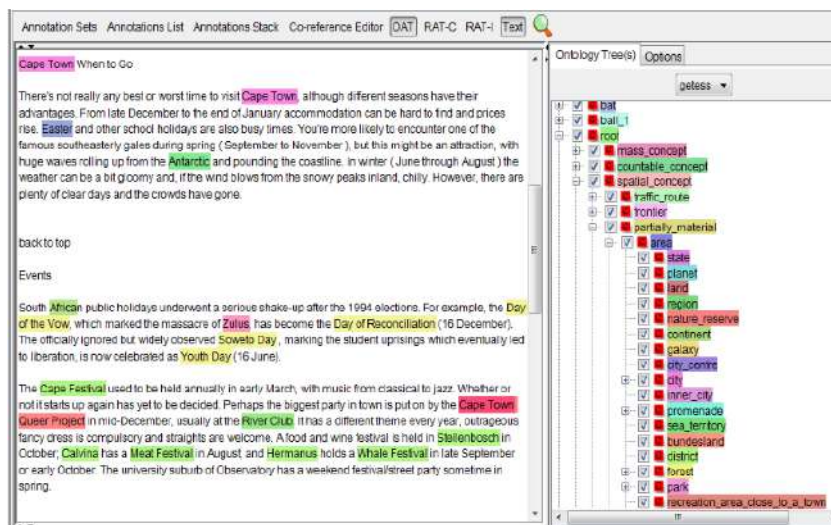 Annotation Sets Annotations List Annotations Stack Co-reference Editor OAT RAT-C RAT-I Text
Cape Town When to Go
There's not really any best or worst time to visit Cape Town, although different seasons have their
advantages. From late December to the end of January accommodation can be hard to find and prices
rise. Easter and other school holidays are also busy times. You're more likely to encounter one of the
famous southeasterly gales during spring ( September to November ), but this might be an attraction, with
huge waves rolling up from the Antarctic and pounding the coastline. In winter ( June through August ) the
weather can be a bit gloomy and, if the wind blows from the snowy peaks inland, chilly. However, there are
plenty of clear days and the crowds have gone.
back to top
Events
South African public holidays underwent a serious shake-up after the 1994 elections. For example, the Day
of the Vow, which marked the massacre of Zulus, has become the Day of Reconciliation (16 December).
The officially ignored but widely observed Soweto Day , marking the student uprisings which eventually led
to liberation, is now celebrated as Youth Day (16 June).
The Cape Festival used to be held annually in early March, with music from classical to jazz. Whether or
not it starts up again has yet to be decided. Perhaps the biggest party in town is put on by the Cape Town
Queer Project in mid-December, usually at the River Club. It has a different theme every year, outrageous
fancy dress is compulsory and straights are welcome. A food and wine festival is held in Stellenbosch in
October; Calvina has a Meat Festival in August, and Hermanus holds a Whale Festival in late September
or early October. The university suburb of Observatory has a weekend festival/street party sometime in
spring.
Ontology Tree(s) Options
getess
bat
ball_1
root
mass_concept
countable_concept
spatial_concept
traffic_route
frontier
partially_material
area
state
planet
land
region
nature_reserve
continent
galaxy
city_centre
city
inner_city
promenade
sea_territory
bundesland
district
forest
park
recreation_area_close_to_a_town